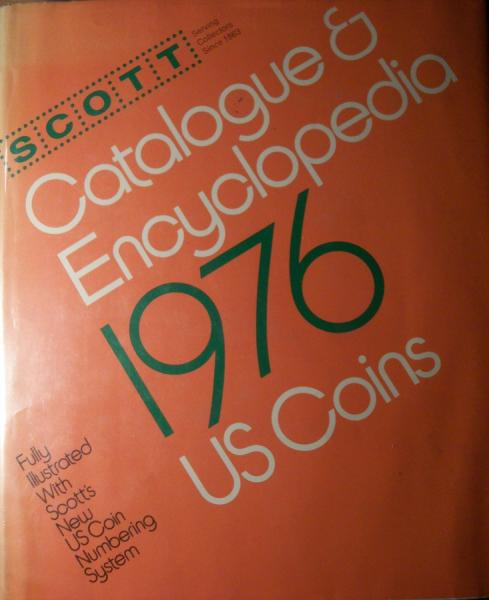 SCOTT
Serving
Collectors
Since 1863
Catalogue &
Encyclopedia
1976
US Coins
Fully
Illustrated
With
Scott's
New
US Coin
Numbering
System